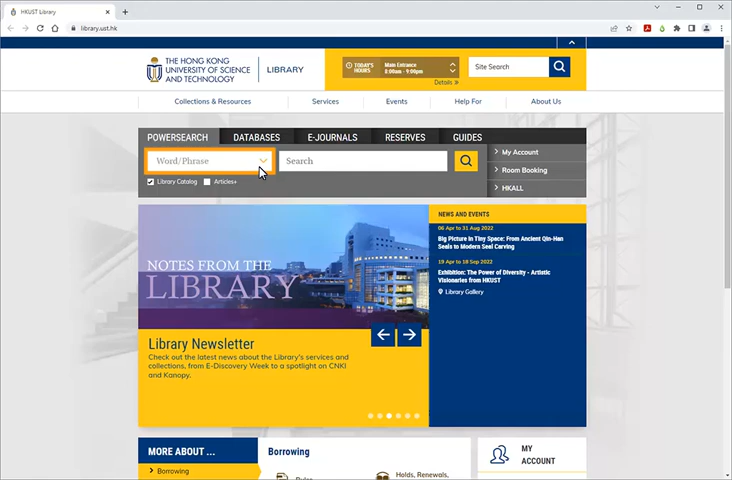 HKUST Library
library.ust.hk
THE HONG KONG
UNIVERSITY OF SCIENCE
AND TECHNOLOGY
LIBRARY
TODAY'S
HOURS
Main Entrance
8:00am - 9:00pm
Details
Site Search
Collections & Resources
Services
Events
Help For
About Us
POWERSEARCH
DATABASES
E-JOURNALS
RESERVES
GUIDES
Word/Phrase
Search
Library Catalog
Articles+
My Account
Room Booking
HKALL
NOTES FROM THE
LIBRARY
Library Newsletter
Check out the latest news about the Library's services and
collections, from E-Discovery Week to a spotlight on CNKI
and Kanopy.
NEWS AND EVENTS
06 Apr to 31 Aug 2022
Big Picture in Tiny Space: From Ancient Qin-Han
Seals to Modern Seal Carving
19 Apr to 18 Sep 2022
Exhibition: The Power of Diversity - Artistic
Visionaries from HKUST
Library Gallery
MORE ABOUT ...
Borrowing
Borrowing
Holds, Renewals,
MY
ACCOUNT